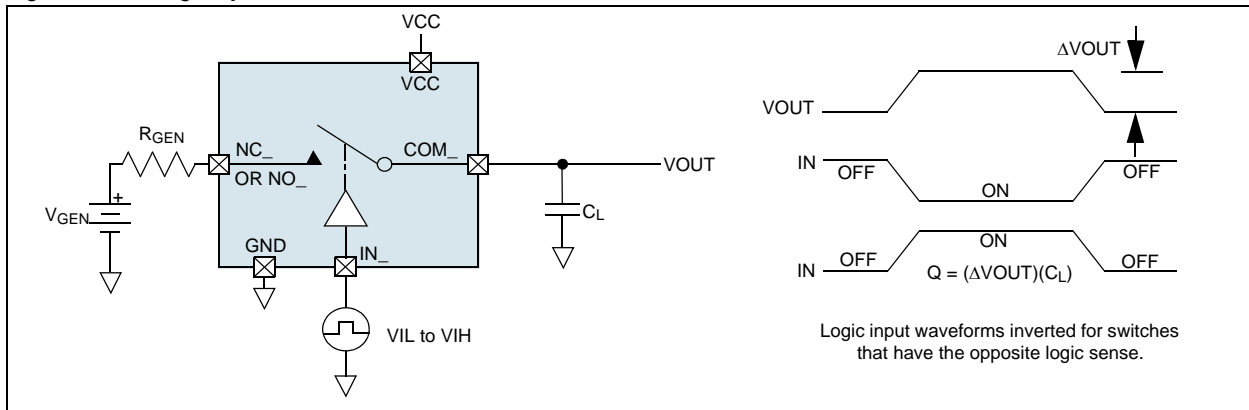 VCC
VCC
RGEN
NC_
OR NO_
COM_
VOUT
VGEN
+
CL
GND
IN_
VIL to VIH
ΔVOUT
VOUT
IN
OFF
ON
OFF
IN
OFF
ON
OFF
Q = (ΔVOUT)(CL)
Logic input waveforms inverted for switches
that have the opposite logic sense.